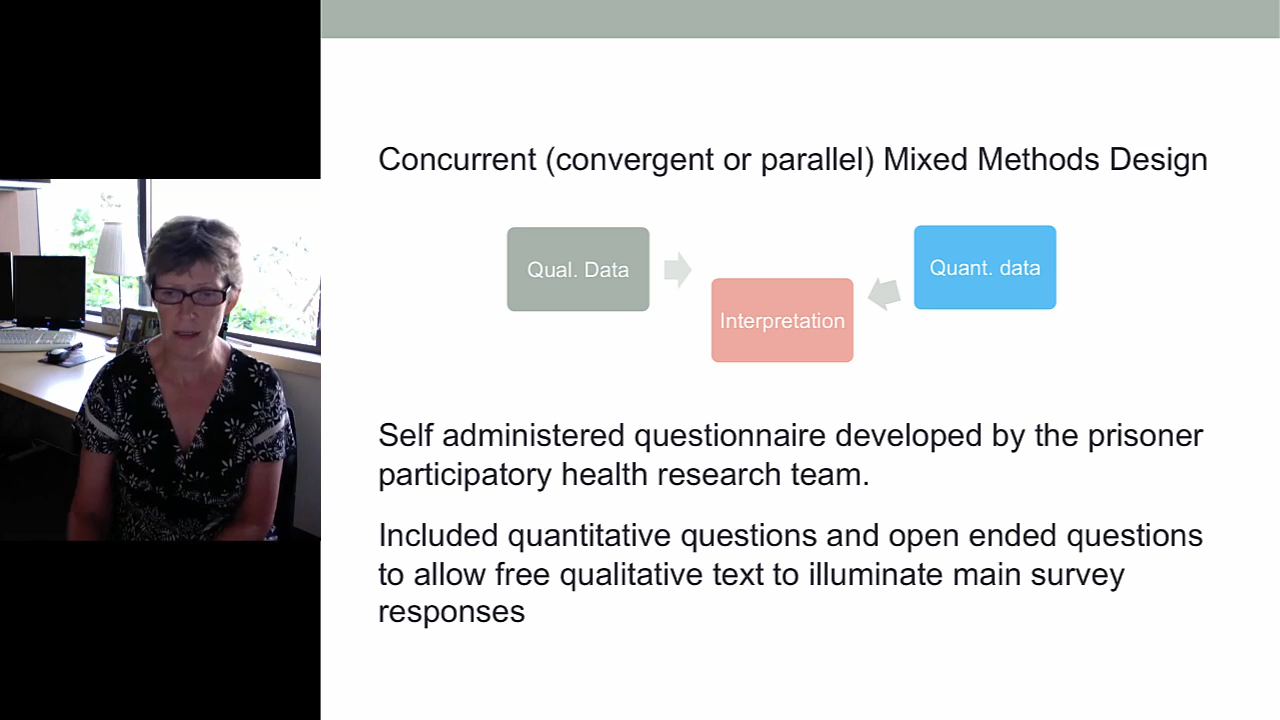 Concurrent (convergent or parallel) Mixed Methods Design
Qual. Data
Quant. data
Interpretation
Self administered questionnaire developed by the prisoner
participatory health research team.
Included quantitative questions and open ended questions
to allow free qualitative text to illuminate main survey
responses